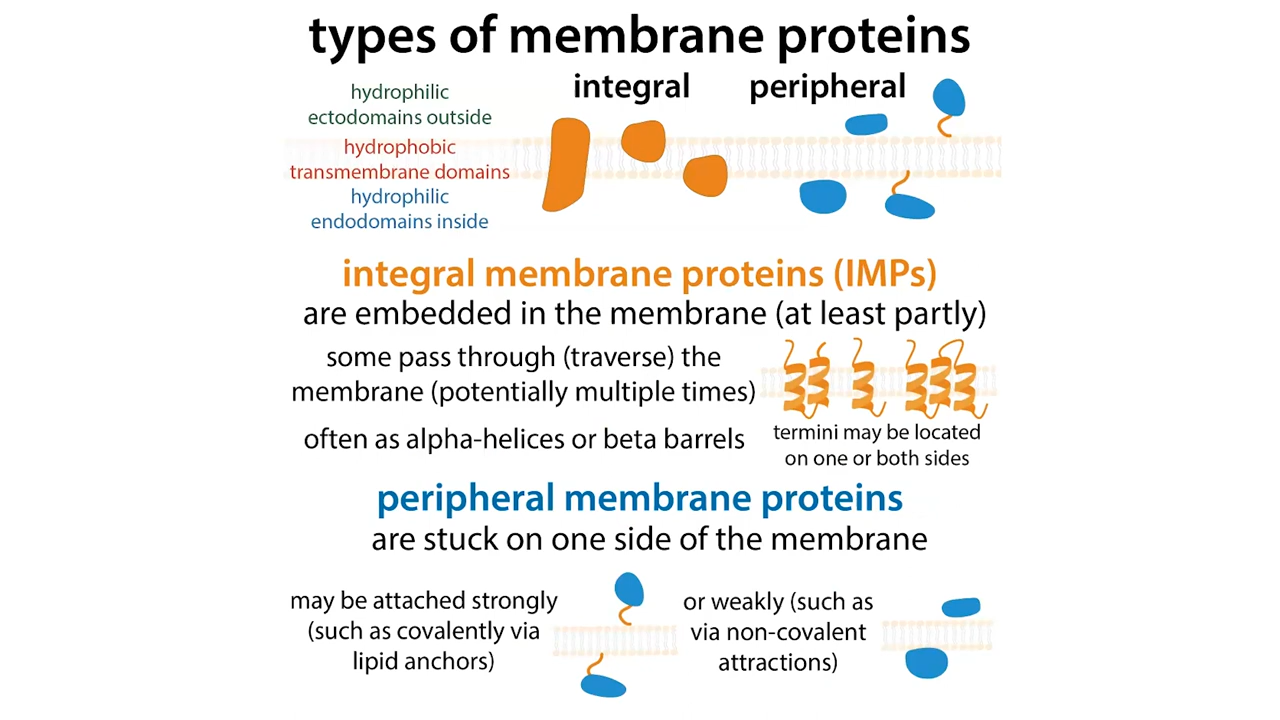 types of membrane proteins
integral
peripheral
hydrophilic
ectodomains outside
hydrophobic
transmembrane domains
hydrophilic
endodomains inside
integral membrane proteins (IMPs)
are embedded in the membrane (at least partly)
some pass through (traverse) the
membrane (potentially multiple times)
often as alpha-helices or beta barrels
termini may be located
on one or both sides
peripheral membrane proteins
are stuck on one side of the membrane
may be attached strongly
(such as covalently via
lipid anchors)
or weakly (such as
via non-covalent
attractions)